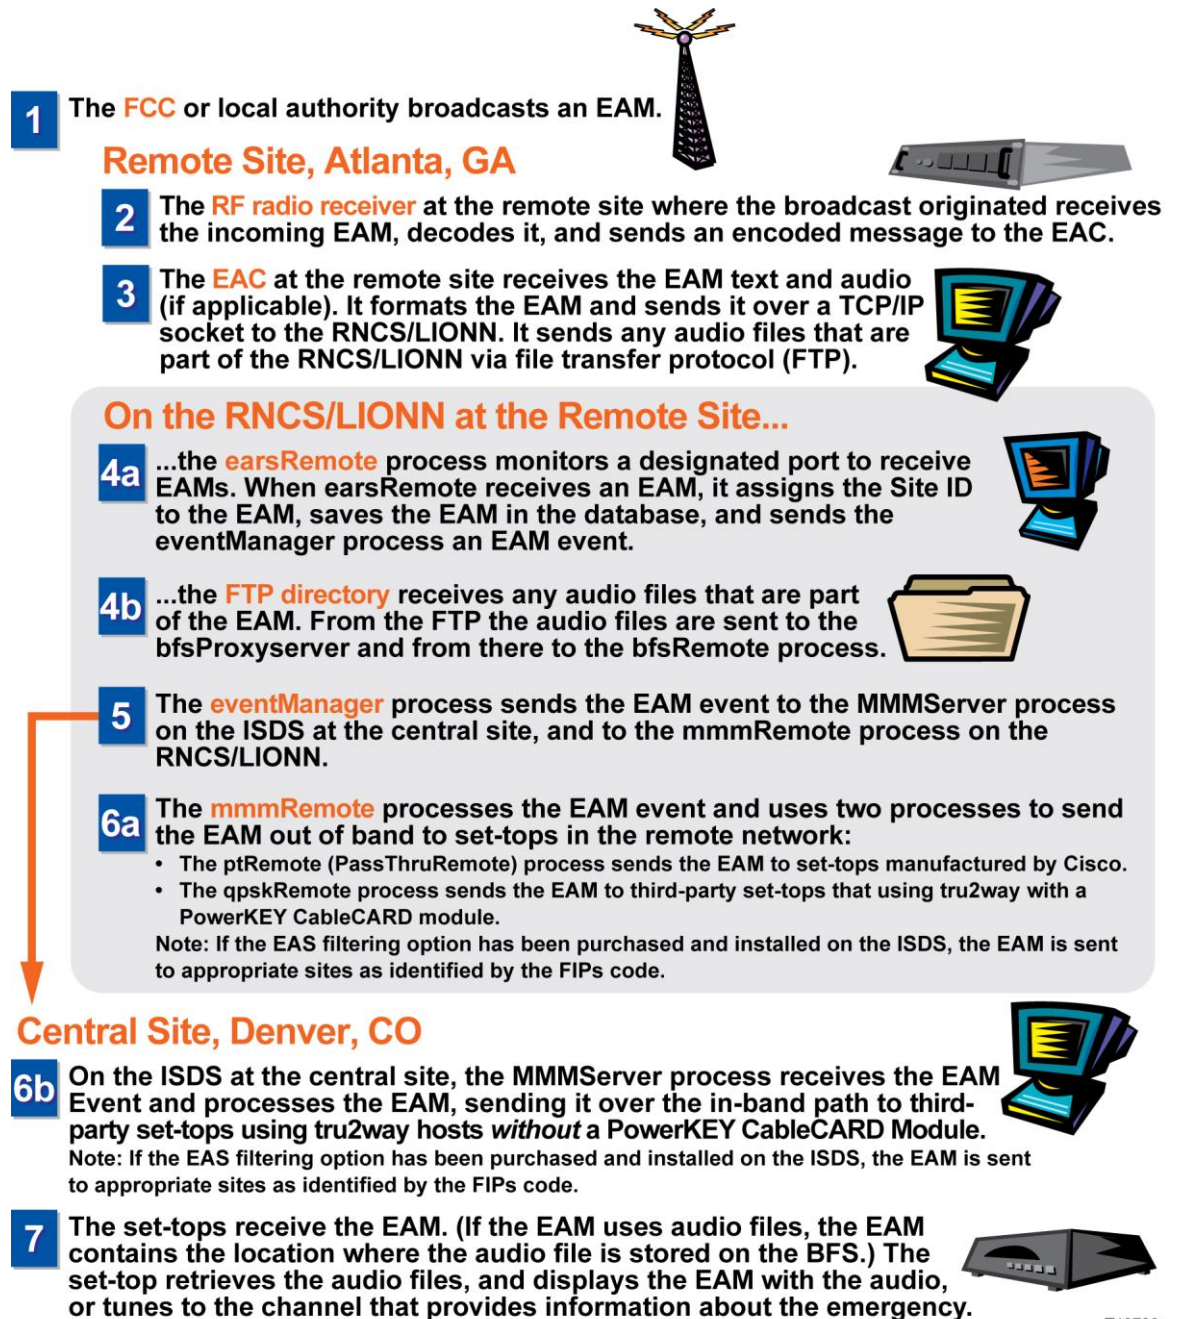 1 The FCC or local authority broadcasts an EAM.
Remote Site, Atlanta, GA
2 The RF radio receiver at the remote site where the broadcast originated receives
the incoming EAM, decodes it, and sends an encoded message to the EAC.
3 The EAC at the remote site receives the EAM text and audio
(if applicable). It formats the EAM and sends it over a TCP/IP
socket to the RNCS/LIONN. It sends any audio files that are
part of the RNCS/LIONN via file transfer protocol (FTP).
On the RNCS/LIONN at the Remote Site...
4a ...the earsRemote process monitors a designated port to receive
EAMs. When earsRemote receives an EAM, it assigns the Site ID
to the EAM, saves the EAM in the database, and sends the
eventManager process an EAM event.
4b ...the FTP directory receives any audio files that are part
of the EAM. From the FTP the audio files are sent to the
bfsProxyserver and from there to the bfsRemote process.
5 The eventManager process sends the EAM event to the MMMServer process
on the ISDS at the central site, and to the mmmRemote process on the
RNCS/LIONN.
6a The mmmRemote processes the EAM event and uses two processes to send
the EAM out of band to set-tops in the remote network:
• The ptRemote (PassThruRemote) process sends the EAM to set-tops manufactured by Cisco.
• The qpskRemote process sends the EAM to third-party set-tops that using tru2way with a
PowerKEY CableCARD module.
Note: If the EAS filtering option has been purchased and installed on the ISDS, the EAM is sent
to appropriate sites as identified by the FIPs code.
Central Site, Denver, CO
6b On the ISDS at the central site, the MMMServer process receives the EAM
Event and processes the EAM, sending it over the in-band path to third-
party set-tops using tru2way hosts without a PowerKEY CableCARD Module.
Note: If the EAS filtering option has been purchased and installed on the ISDS, the EAM is sent
to appropriate sites as identified by the FIPs code.
7 The set-tops receive the EAM. (If the EAM uses audio files, the EAM
contains the location where the audio file is stored on the BFS.) The
set-top retrieves the audio files, and displays the EAM with the audio,
or tunes to the channel that provides information about the emergency.